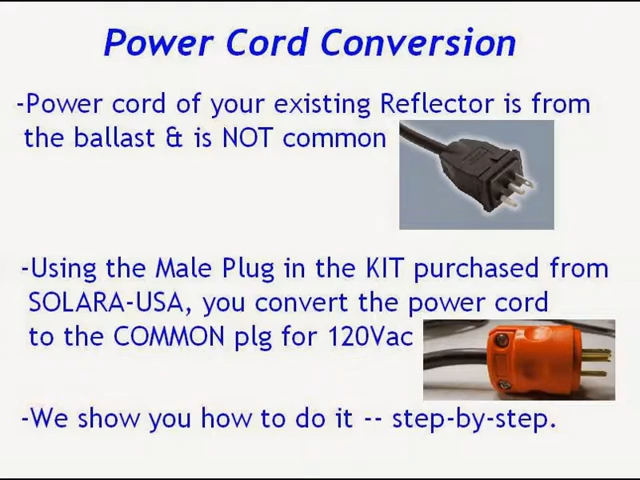 Power Cord Conversion
-Power cord of your existing Reflector is from
the ballast & is NOT common
-Using the Male Plug in the KIT purchased from
SOLARA-USA, you convert the power cord
to the COMMON plg for 120Vac
-We show you how to do it -- step-by-step.